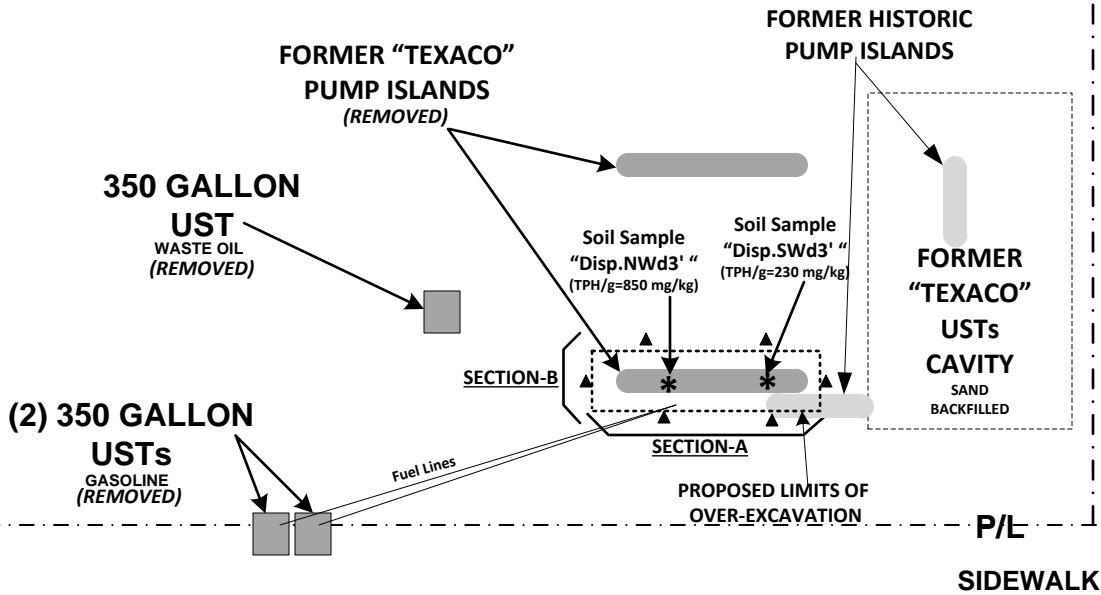 FORMER HISTORIC
PUMP ISLANDS
FORMER “TEXACO”
PUMP ISLANDS
(REMOVED)
350 GALLON
UST
WASTE OIL
(REMOVED)
Soil Sample
“Disp.NWd3' “
(TPH/g=850 mg/kg)
Soil Sample
“Disp.SWd3' “
(TPH/g=230 mg/kg)
FORMER
“TEXACO”
USTs
CAVITY
SAND
BACKFILLED
SECTION-B
* *
(2) 350 GALLON
USTs
GASOLINE
(REMOVED)
Fuel Lines
SECTION-A
PROPOSED LIMITS OF
OVER-EXCAVATION
P/L
SIDEWALK